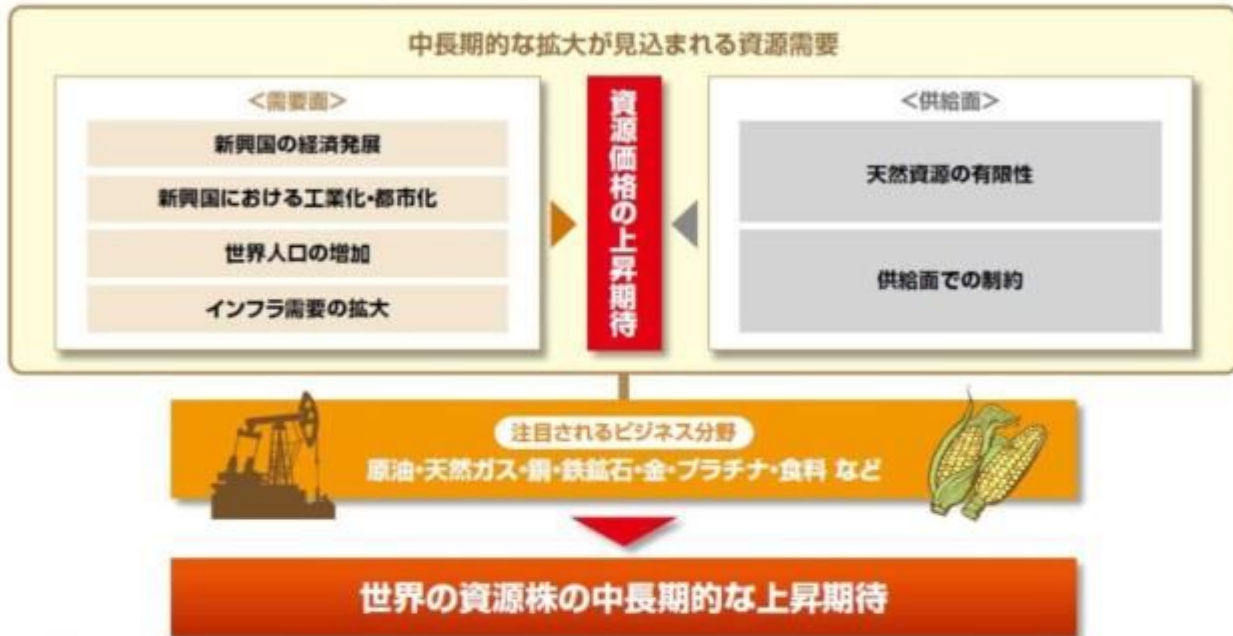 中長期的な拡大が見込まれる資源需要
<需要面>
新興国の経済発展
新興国における工業化・都市化
世界人口の増加
インフラ需要の拡大
資源価格の上昇期待
<供給面>
天然資源の有限性
供給面での制約
注目されるビジネス分野
原油・天然ガス・銅・鉄鉱石・金・プラチナ・食料 など
世界の資源株の中長期的な上昇期待